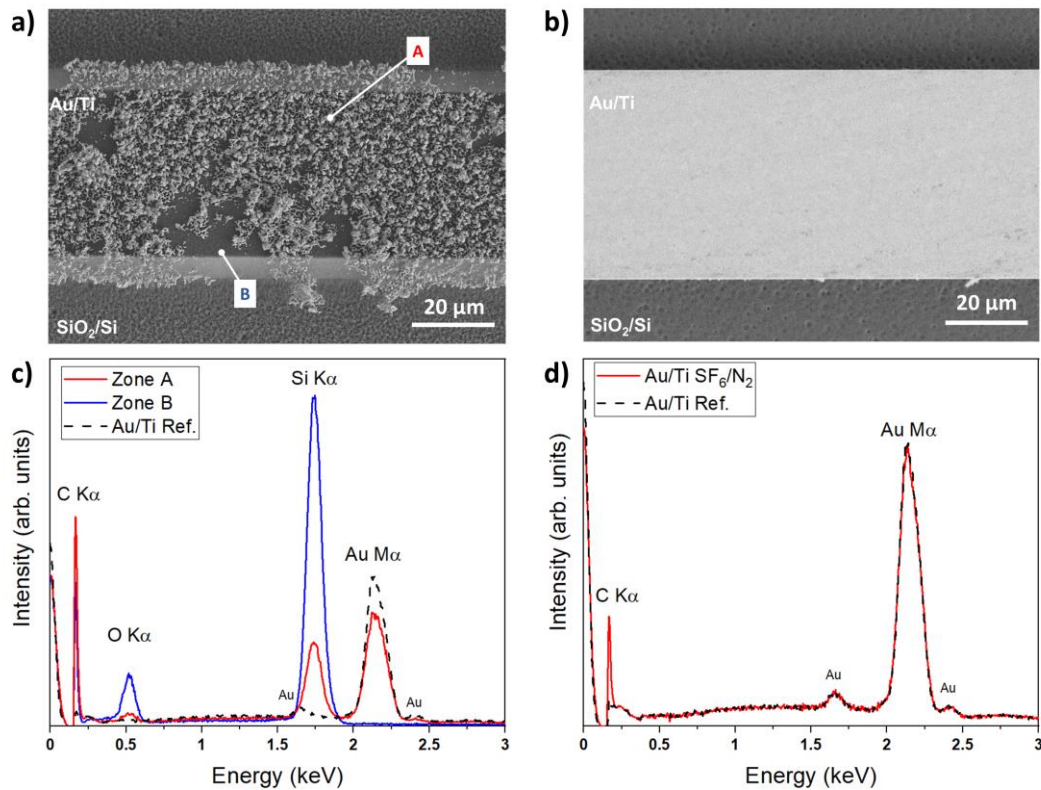 a)
A
Au/Ti
B
SiO₂/Si
20 µm
b)
Au/Ti
SiO₂/Si
20 µm
c)
Zone A
Zone B
Au/Ti Ref.
Si Kα
C Kα
O Kα
Au Mα
Au
Au
Intensity (arb. units)
0
0.5
1
1.5
2
2.5
3
Energy (keV)
d)
Au/Ti SF₆/N₂
Au/Ti Ref.
Au Mα
C Kα
Au
Au
Intensity (arb. units)
0
0.5
1
1.5
2
2.5
3
Energy (keV)